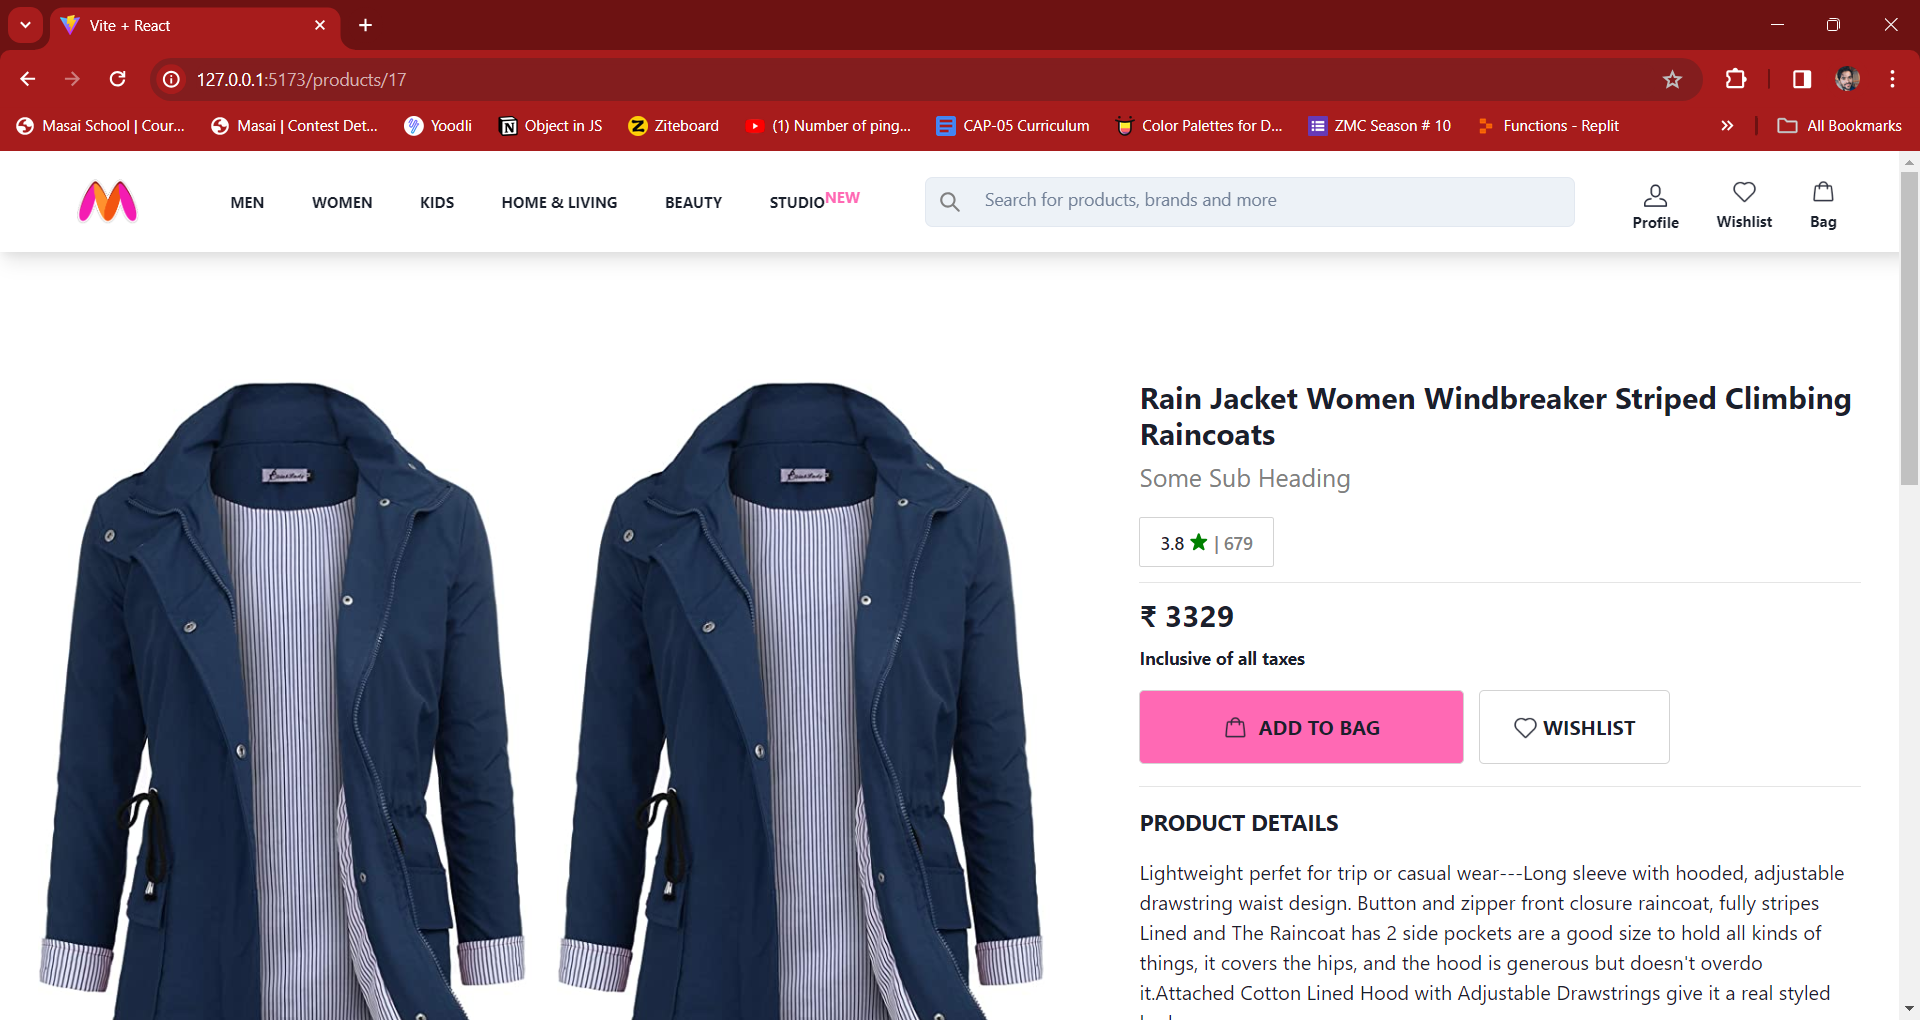 Vite + React
127.0.0.1:5173/products/17
Masai School | Cour...
Masai | Contest Det...
Yoodli
Object in JS
Ziteboard
(1) Number of ping...
CAP-05 Curriculum
Color Palettes for D...
ZMC Season # 10
Functions - Replit
All Bookmarks
MEN
WOMEN
KIDS
HOME & LIVING
BEAUTY
STUDIO NEW
Search for products, brands and more
Profile
Wishlist
Bag
Rain Jacket Women Windbreaker Striped Climbing
Raincoats
Some Sub Heading
3.8 ★ | 679
₹ 3329
Inclusive of all taxes
ADD TO BAG
WISHLIST
PRODUCT DETAILS
Lightweight perfet for trip or casual wear---Long sleeve with hooded, adjustable
drawstring waist design. Button and zipper front closure raincoat, fully stripes
Lined and The Raincoat has 2 side pockets are a good size to hold all kinds of
things, it covers the hips, and the hood is generous but doesn't overdo
it.Attached Cotton Lined Hood with Adjustable Drawstrings give it a real styled